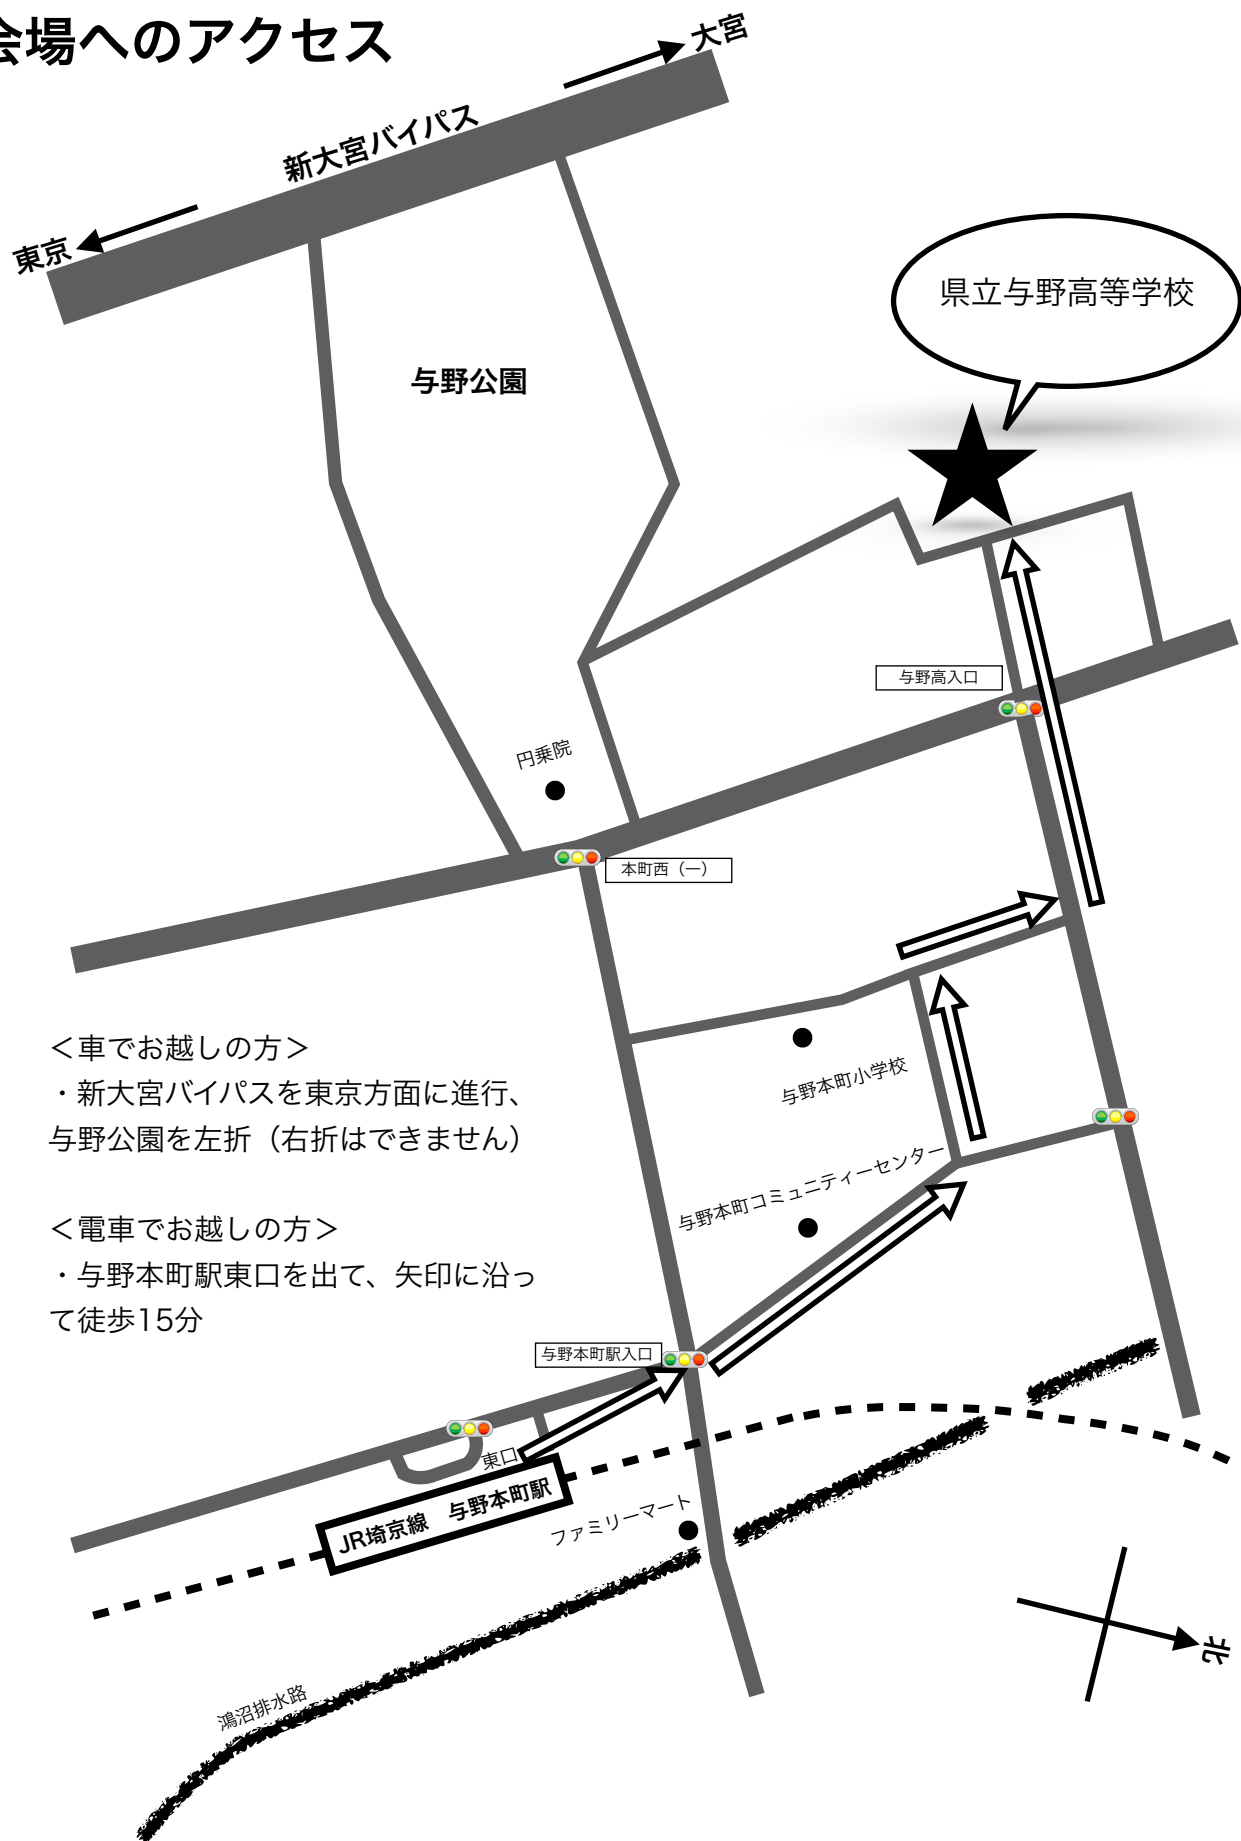 会場へのアクセス
大宮
新大宮バイパス
東京
県立与野高等学校
与野公園
与野高入口
円乗院
本町西（一）
＜車でお越しの方＞
・新大宮バイパスを東京方面に進行、
与野公園を左折（右折はできません）
与野本町小学校
与野本町コミュニティーセンター
＜電車でお越しの方＞
・与野本町駅東口を出て、矢印に沿っ
て徒歩15分
与野本町駅入口
東口
JR埼京線　与野本町駅
ファミリーマート
北
鴻沼排水路